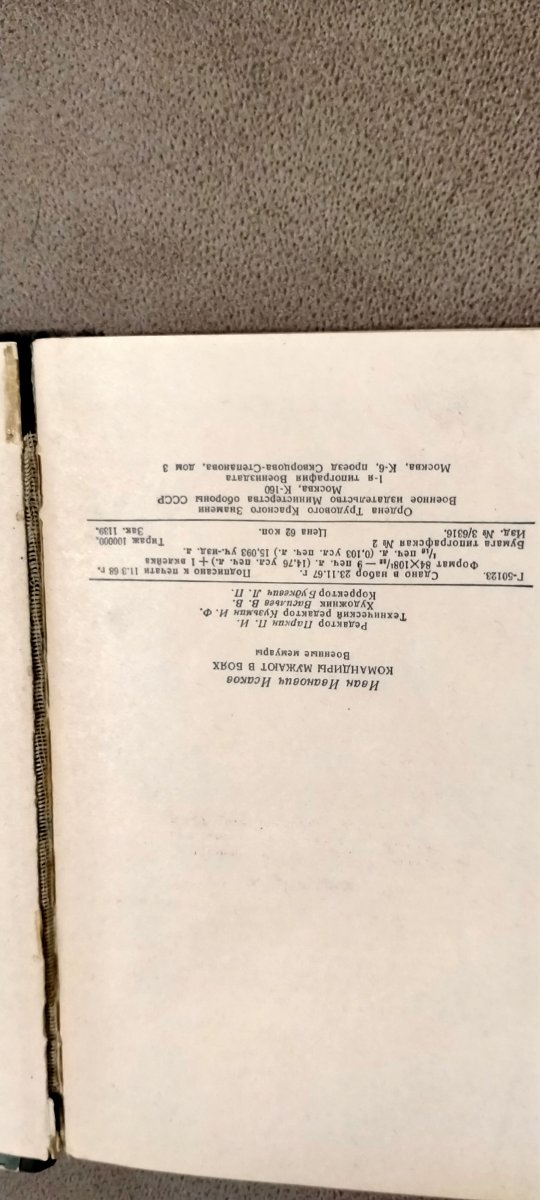 Иван Иванович Исаков
КОМАНДИРЫ МУЖАЮТ В БОЯХ
Военные мемуары
Редактор Паркин П. И.
Технический редактор Кузьмин И. Ф.
Художник Васильев В. В.
Корректор Букевич Л. П.
Г-50123. Сдано в набор 23.11.67 г. Подписано к печати 11.3.68 г.
Формат 84×108¹/₁₈ — 9 печ. л. (14,76 усл. печ. л.) + 1 вклейка
¹/₁₆ печ. л. (0,103 усл. печ. л.) 15,093 уч.-изд. л.
Бумага типографская № 2 Тираж 100000.
Изд. № 3/6316. Цена 62 коп. Зак. 1139.
Ордена Трудового Красного Знамени
Военное издательство Министерства обороны СССР
Москва, К-160
1-я типография Воениздата
Москва, К-6, проезд Скворцова-Степанова, дом 3